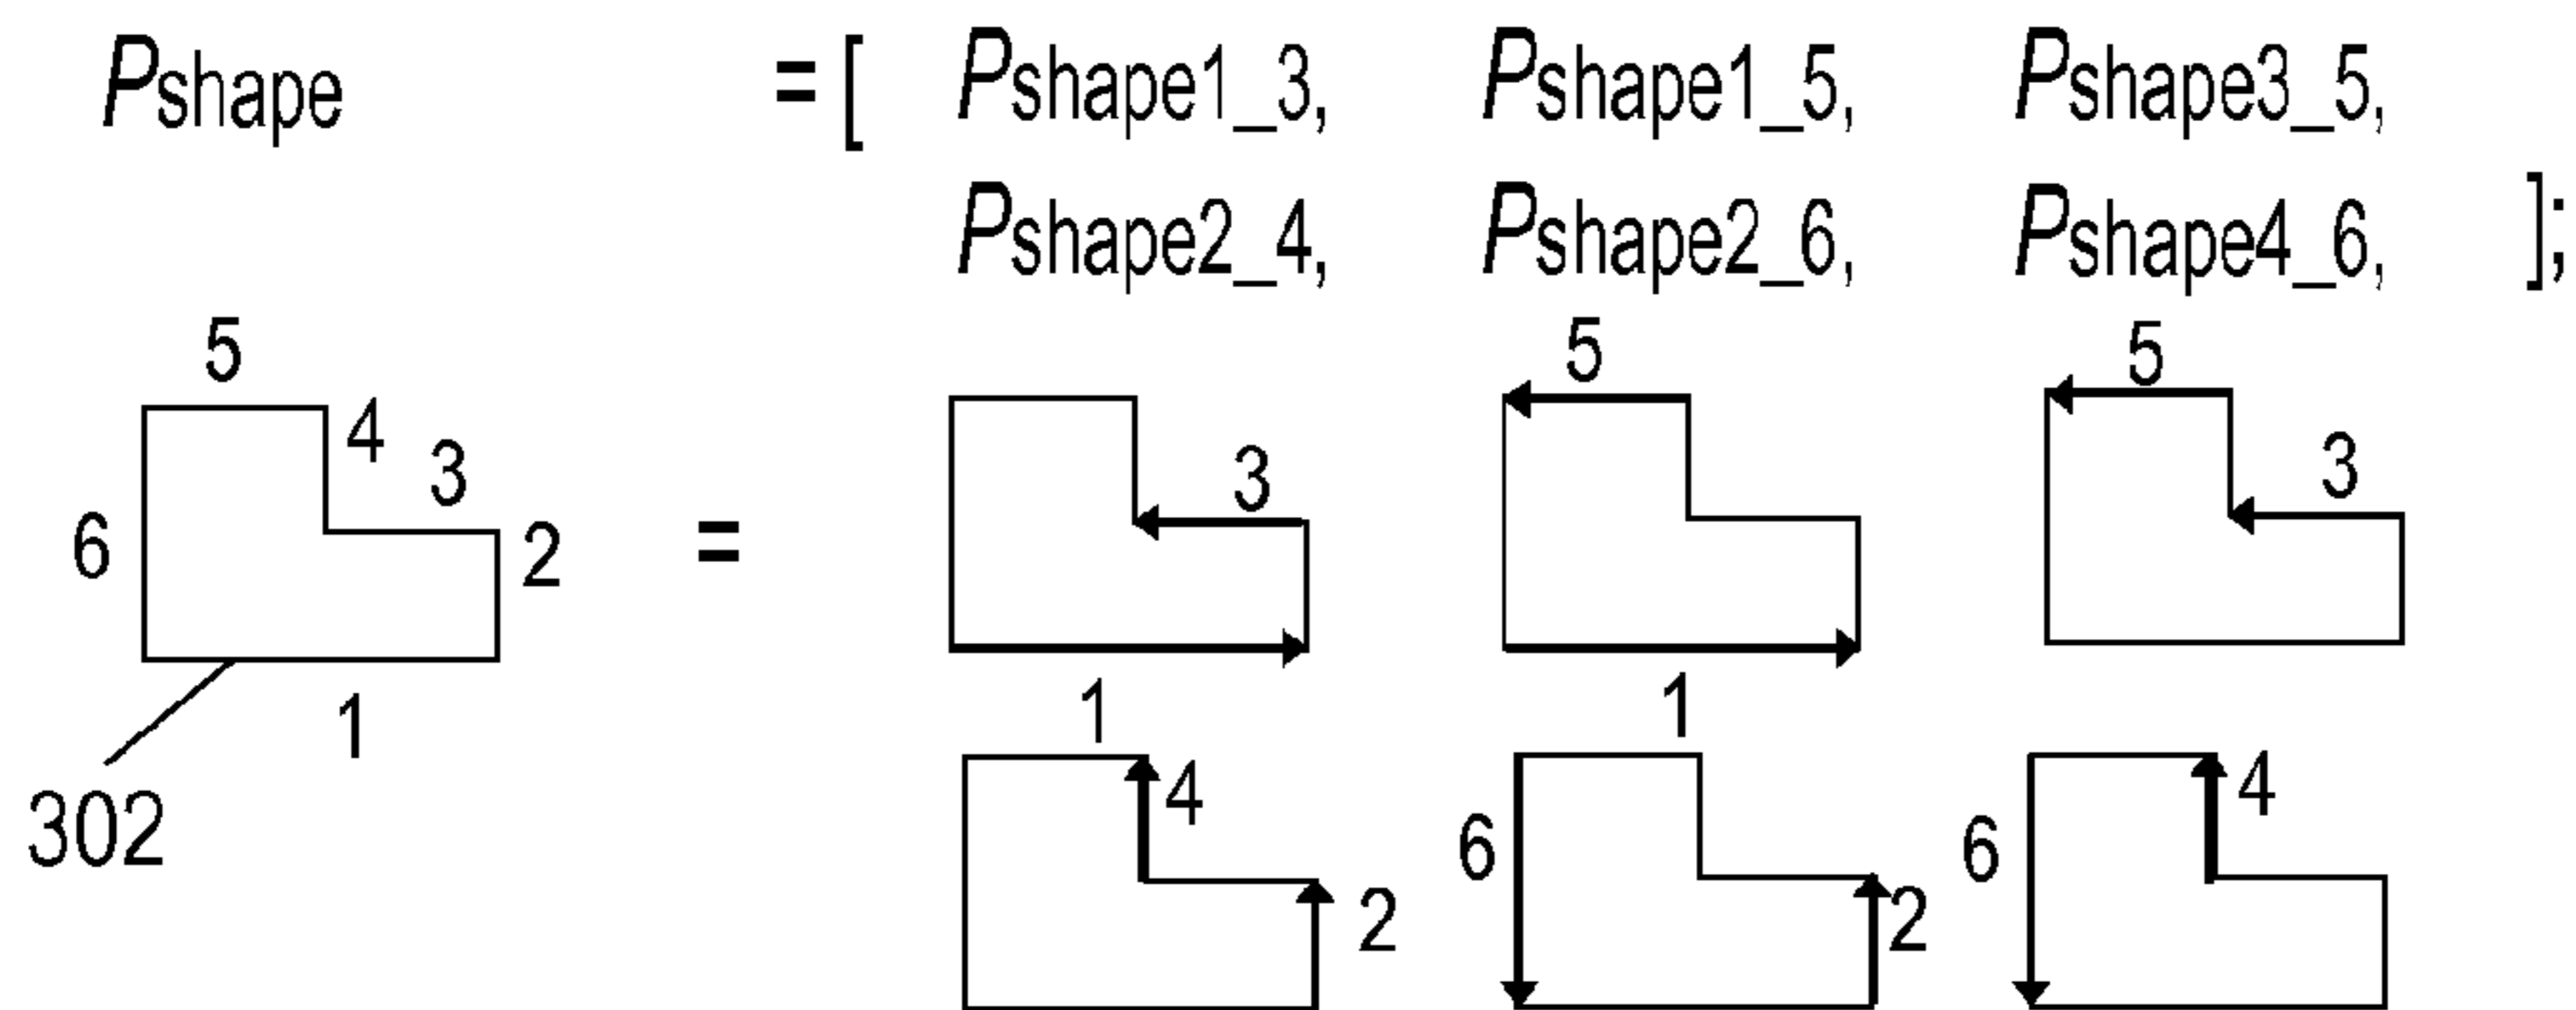 Pshape = [ Pshape1_3, Pshape1_5, Pshape3_5,
Pshape2_4, Pshape2_6, Pshape4_6, ];
5 5 5
4 3 3 3
6 2 =
1 1 1
302
4 6 2 6 4
2